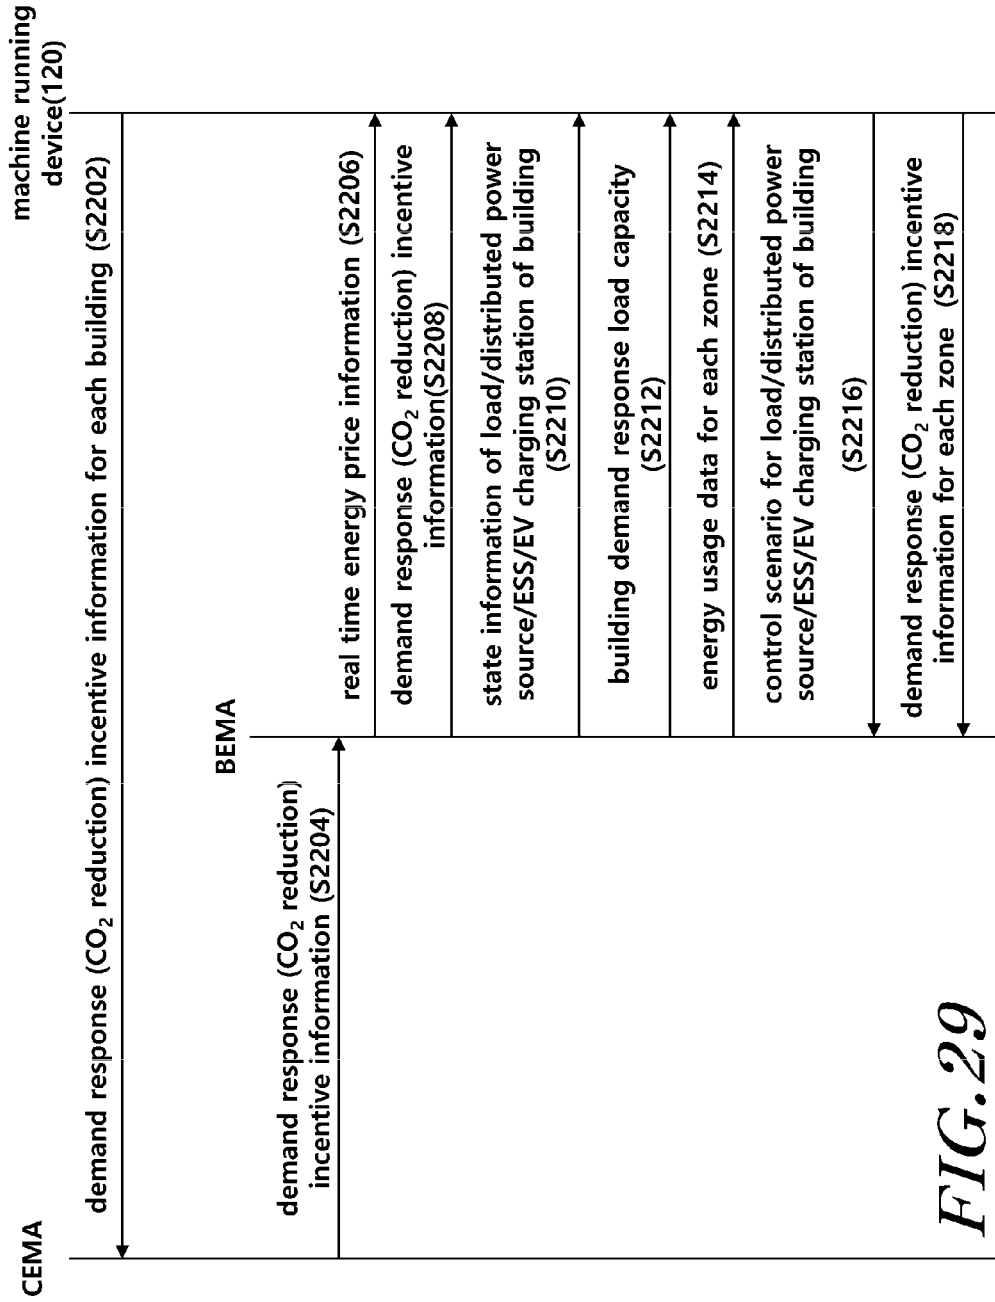 CEMA
BEMA
machine running
device(120)
demand response (CO₂ reduction) incentive information for each building (S2202)
demand response (CO₂ reduction)
incentive information (S2204)
real time energy price information (S2206)
demand response (CO₂ reduction) incentive
information(S2208)
state information of load/distributed power
source/ESS/EV charging station of building
(S2210)
building demand response load capacity
(S2212)
energy usage data for each zone (S2214)
control scenario for load/distributed power
source/ESS/EV charging station of building
(S2216)
demand response (CO₂ reduction) incentive
information for each zone (S2218)
FIG.29